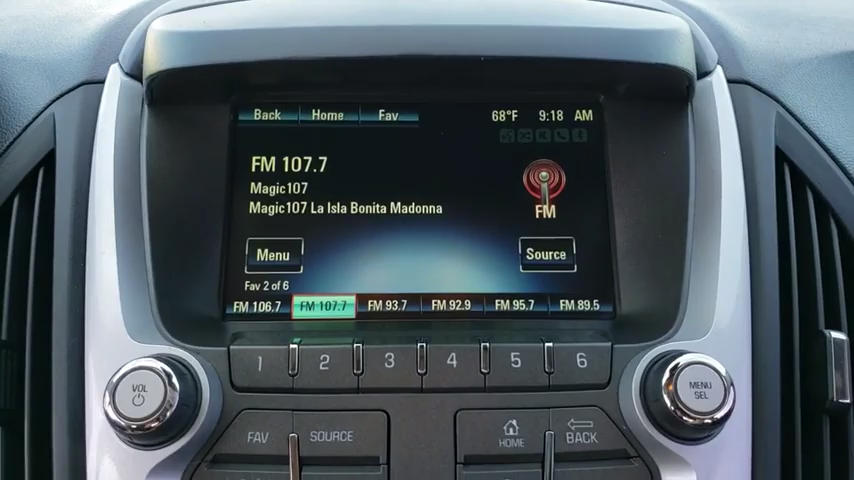 Back Home Fav 68°F 9:18 AM
FM 107.7
Magic107
Magic107 La Isla Bonita Madonna
FM
Menu Source
Fav 2 of 6
FM 106.7 FM 107.7 FM 93.7 FM 92.9 FM 95.7 FM 89.5
1 2 3 4 5 6
VOL
MENU
SEL
FAV SOURCE HOME BACK